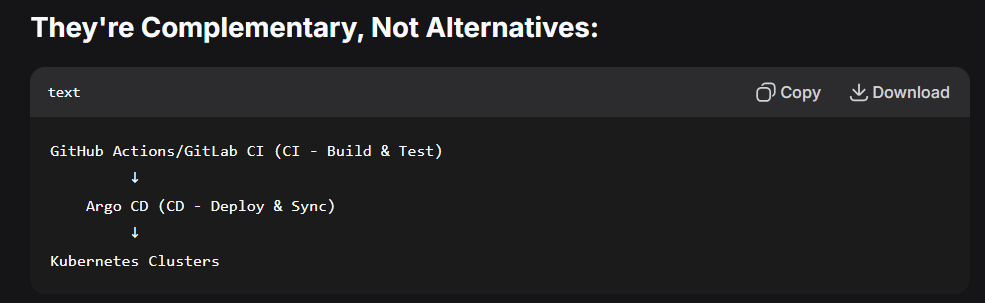 They're Complementary, Not Alternatives:
text Copy Download
GitHub Actions/GitLab CI (CI - Build & Test)
↓
Argo CD (CD - Deploy & Sync)
↓
Kubernetes Clusters